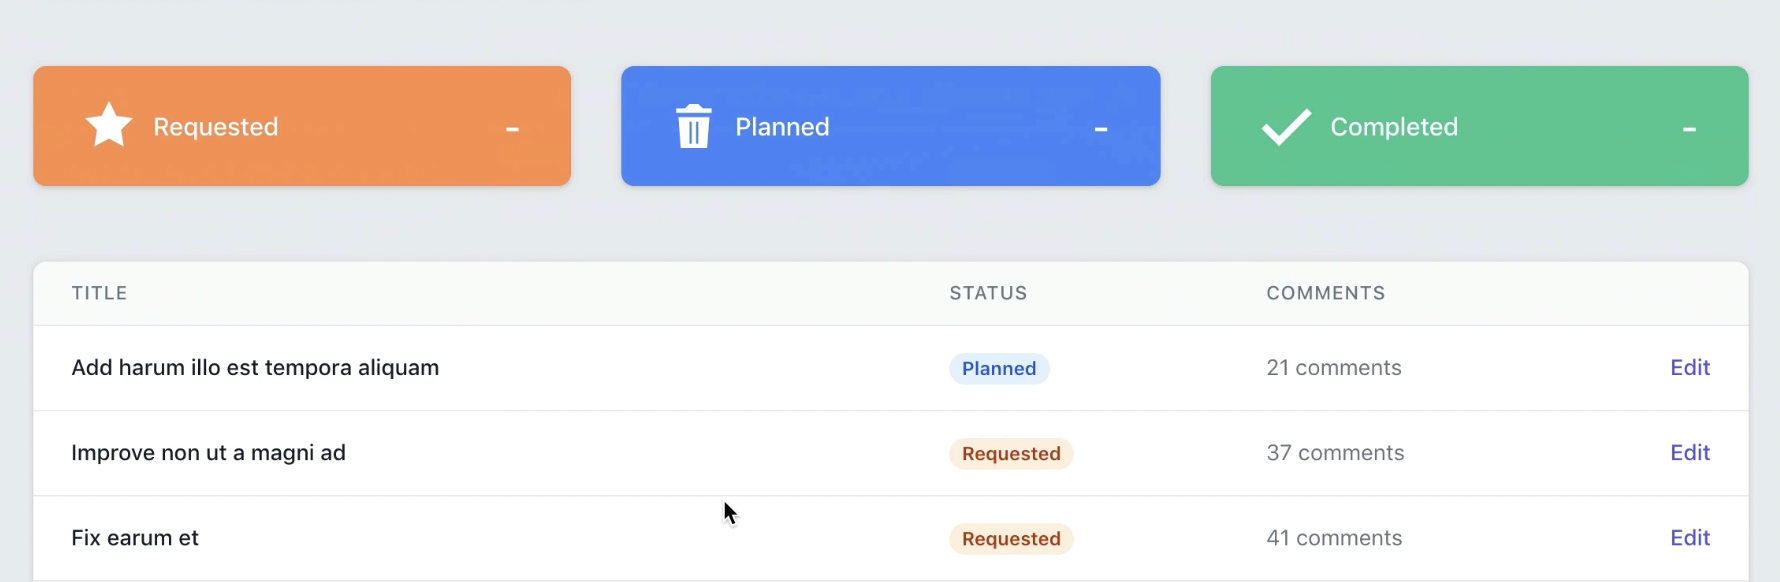 Requested -
Planned -
Completed -
TITLE STATUS COMMENTS
Add harum illo est tempora aliquam Planned 21 comments Edit
Improve non ut a magni ad Requested 37 comments Edit
Fix earum et Requested 41 comments Edit